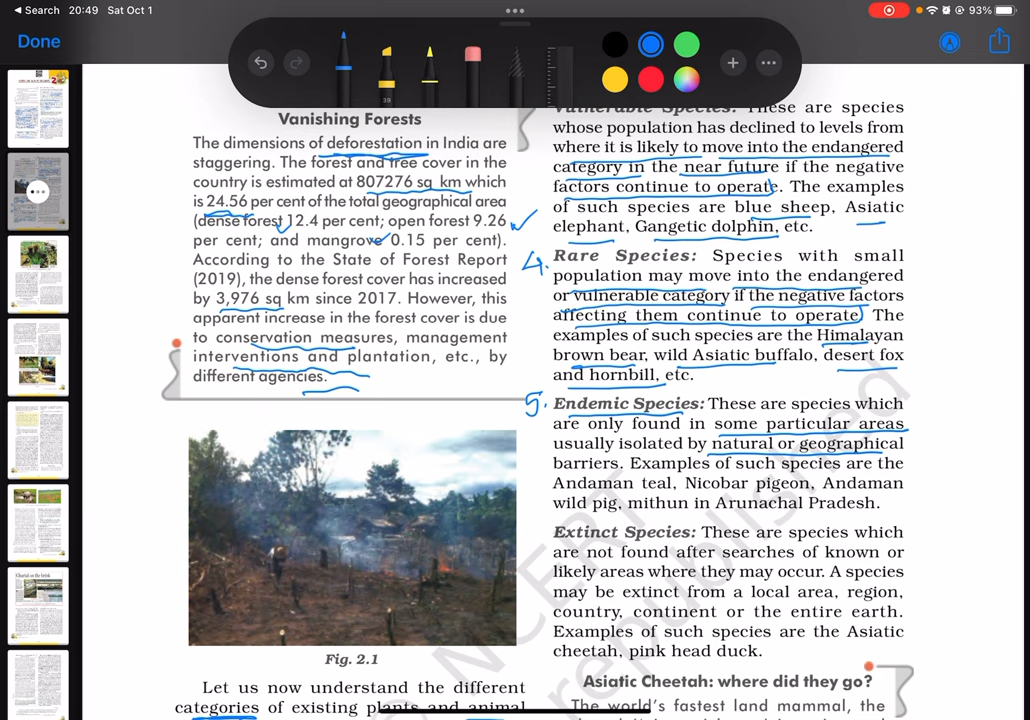 Search 20:49 Sat Oct 1
93%
Done
39
Vanishing Forests
The dimensions of deforestation in India are
staggering. The forest and tree cover in the
country is estimated at 807276 sq km which
is 24.56 per cent of the total geographical area
(dense forest 12.4 per cent; open forest 9.26
per cent; and mangrove 0.15 per cent).
According to the State of Forest Report
(2019), the dense forest cover has increased
by 3,976 sq km since 2017. However, this
apparent increase in the forest cover is due
to conservation measures, management
interventions and plantation, etc., by
different agencies.
Fig. 2.1
Let us now understand the different
categories of existing plants and animal
Vulnerable Species: These are species
whose population has declined to levels from
where it is likely to move into the endangered
category in the near future if the negative
factors continue to operate. The examples
of such species are blue sheep, Asiatic
elephant, Gangetic dolphin, etc.
4. Rare Species: Species with small
population may move into the endangered
or vulnerable category if the negative factors
affecting them continue to operate. The
examples of such species are the Himalayan
brown bear, wild Asiatic buffalo, desert fox
and hornbill, etc.
5. Endemic Species: These are species which
are only found in some particular areas
usually isolated by natural or geographical
barriers. Examples of such species are the
Andaman teal, Nicobar pigeon, Andaman
wild pig, mithun in Arunachal Pradesh.
Extinct Species: These are species which
are not found after searches of known or
likely areas where they may occur. A species
may be extinct from a local area, region,
country, continent or the entire earth.
Examples of such species are the Asiatic
cheetah, pink head duck.
Asiatic Cheetah: where did they go?
The world's fastest land mammal, the
NCERT
republished